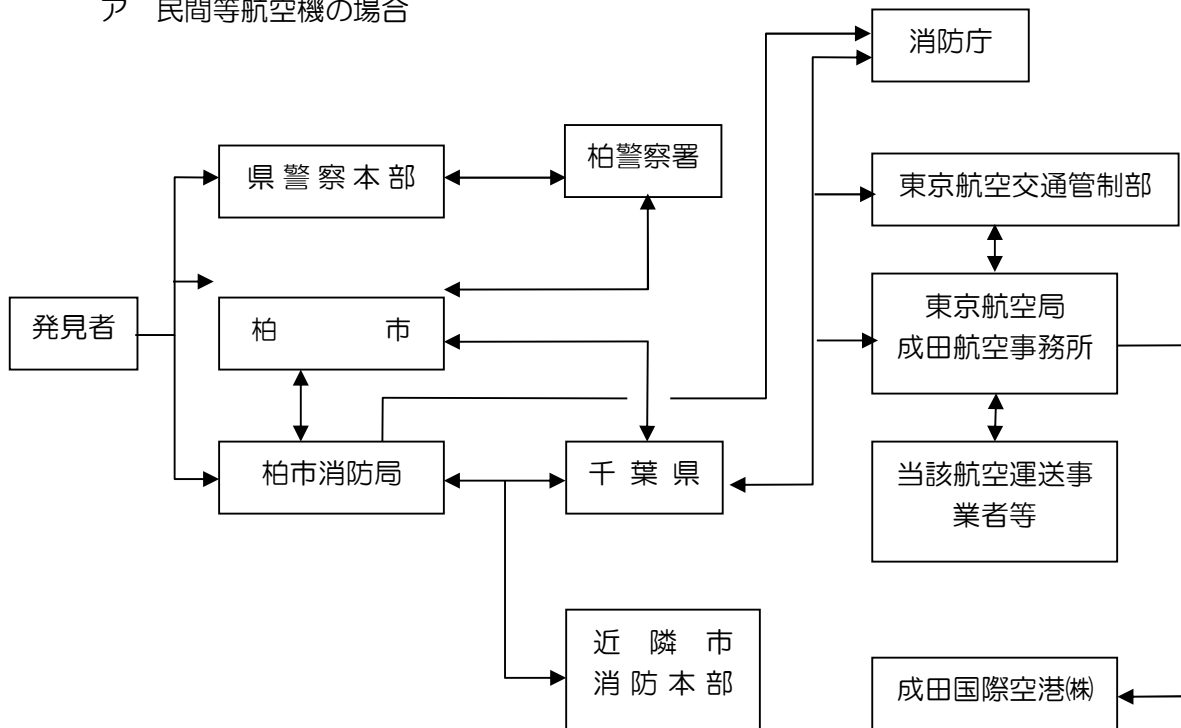 ア 民間等航空機の場合
消防庁
柏警察署
県警察本部
東京航空交通管制部
発見者
柏 市
東京航空局
成田航空事務所
柏市消防局
千葉県
当該航空運送事
業者等
近隣市
消防本部
成田国際空港㈱